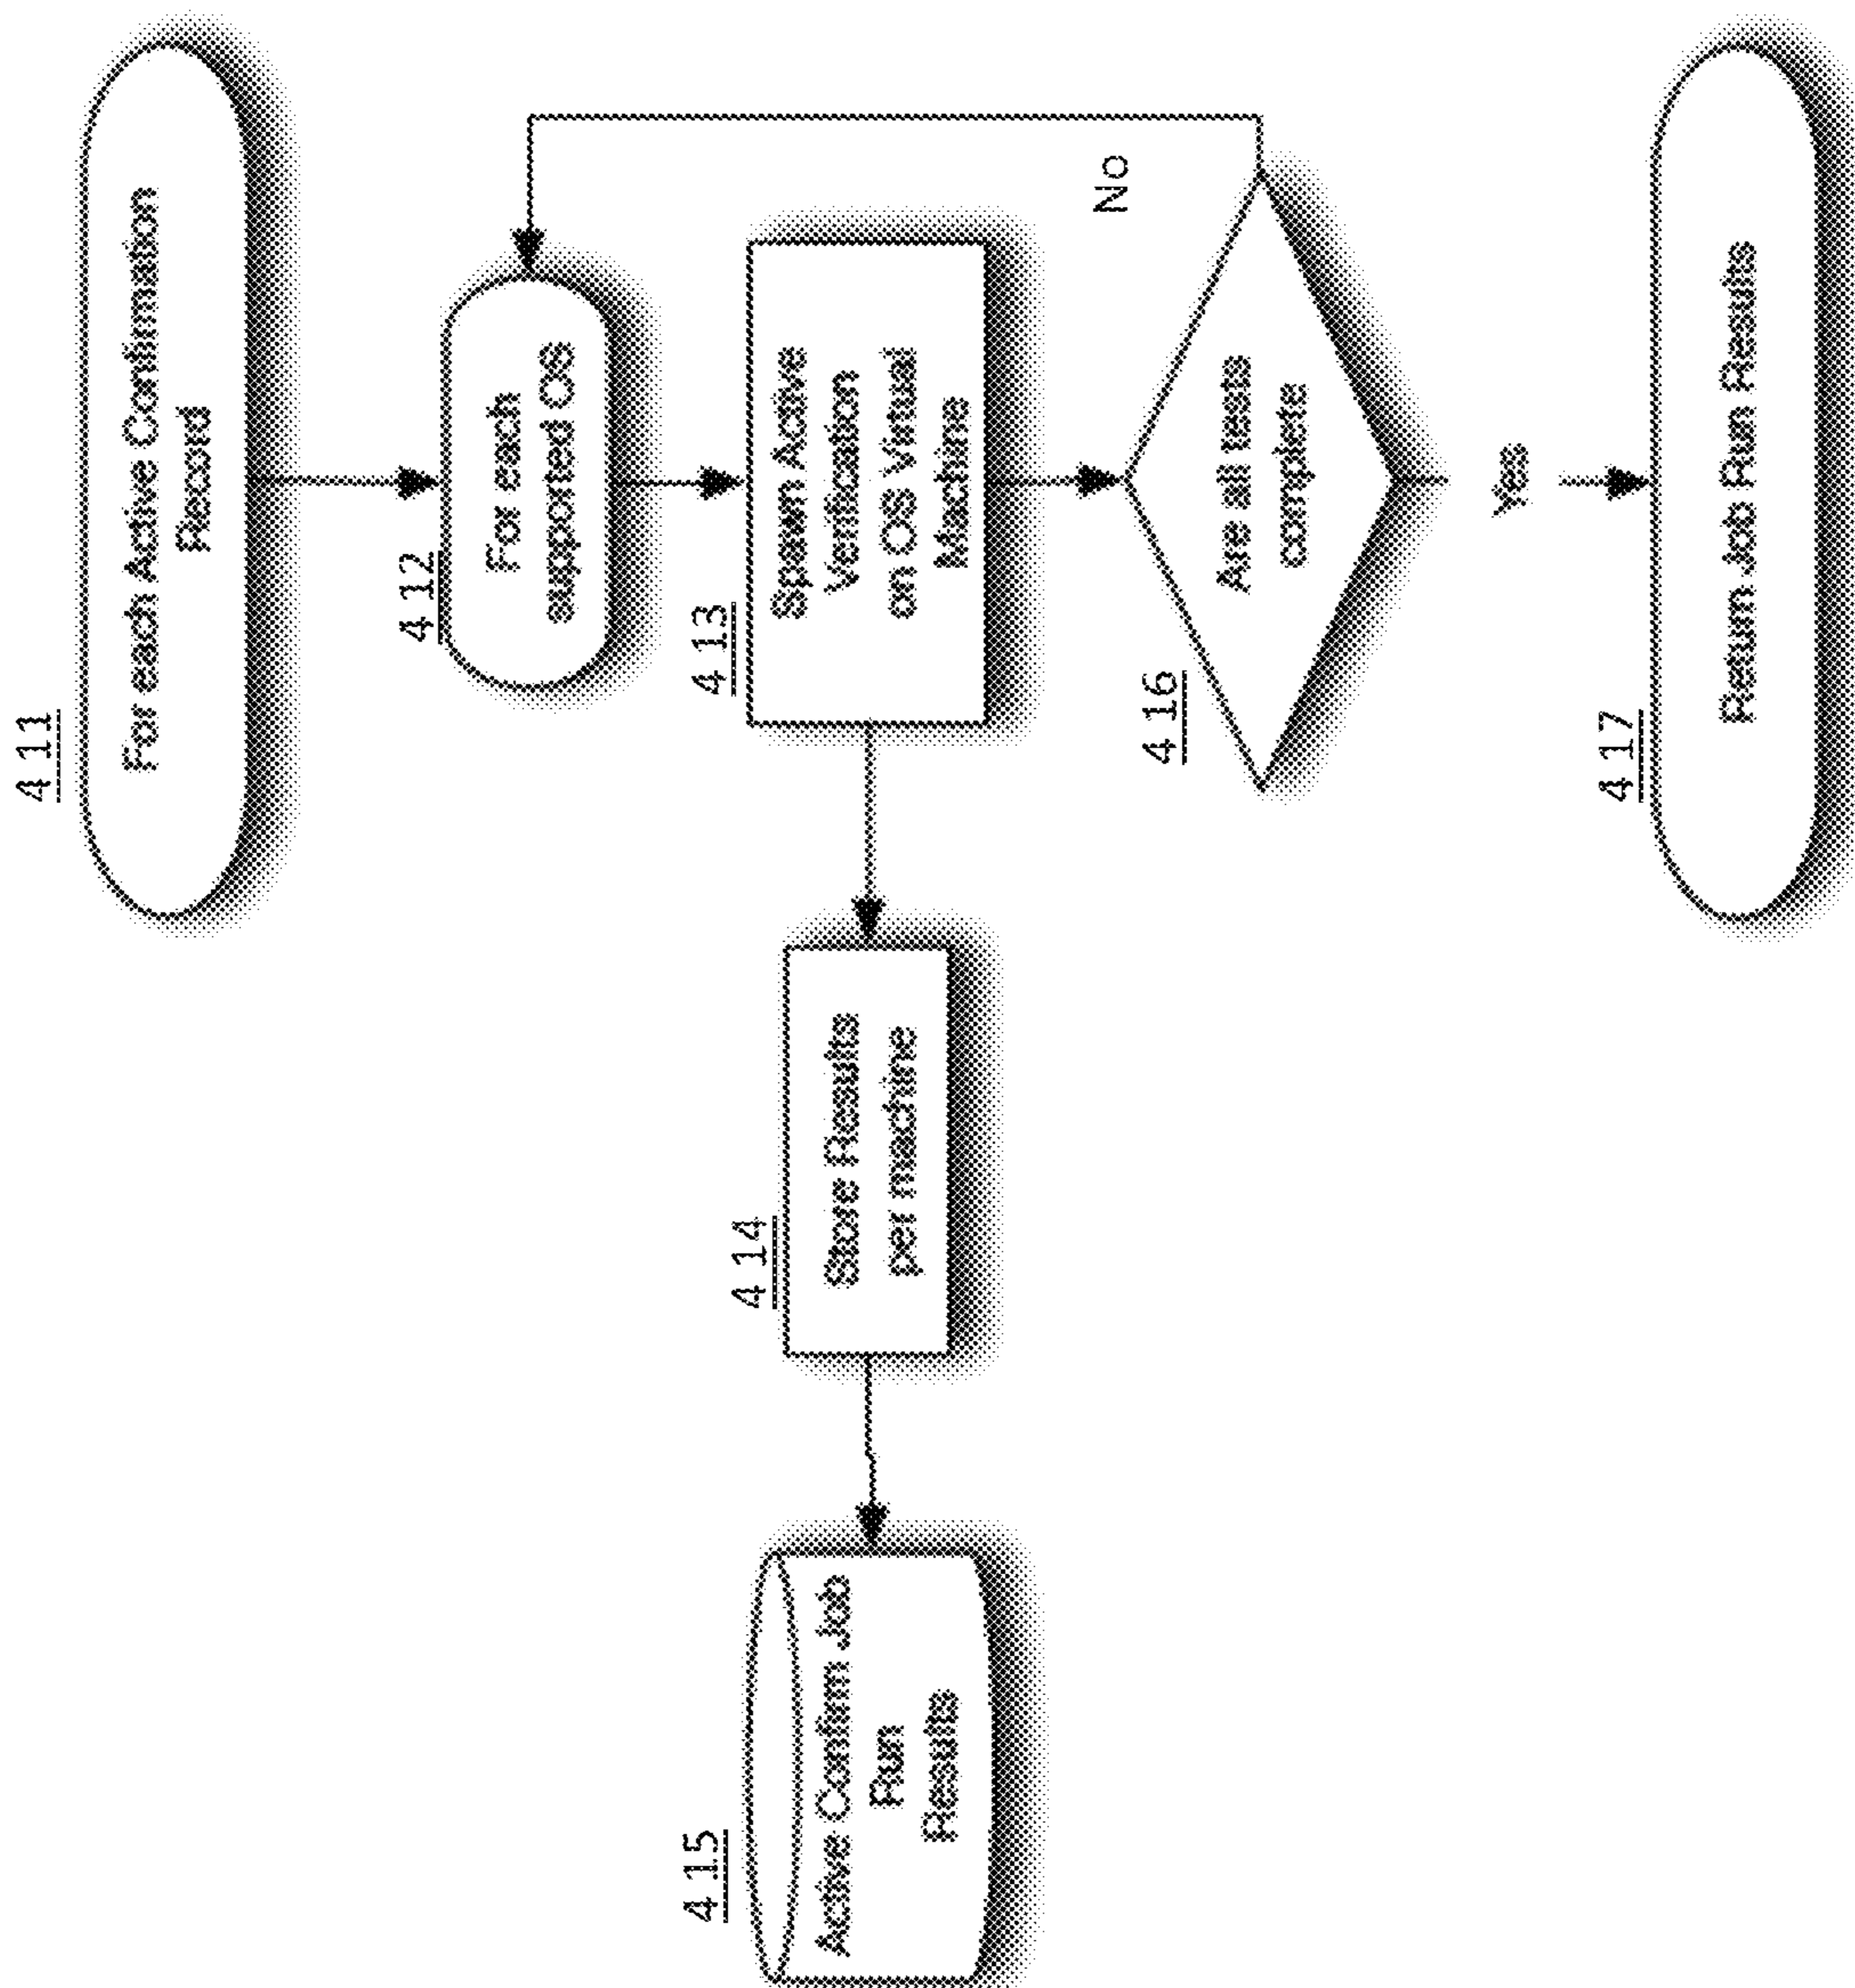 4 11
For each Active Confirmation
Record
4 12
For each
supported OS
4 13
Spawn Active
Verification
on OS Virtual
Machine
4 14
Store Results
per machine
4 15
Active Confirm Job
Run
Results
4 16
Are all tests
complete
No
Yes
4 17
Return Job Run Results